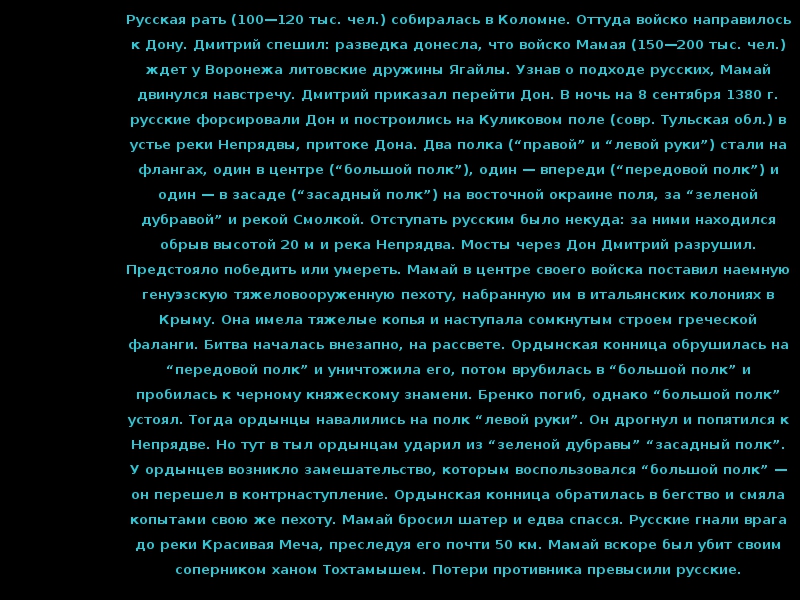 Русская рать (100—120 тыс. чел.) собиралась в Коломне. Оттуда войско направилось
к Дону. Дмитрий спешил: разведка донесла, что войско Мамая (150—200 тыс. чел.)
ждет у Воронежа литовские дружины Ягайлы. Узнав о подходе русских, Мамай
двинулся навстречу. Дмитрий приказал перейти Дон. В ночь на 8 сентября 1380 г.
русские форсировали Дон и построились на Куликовом поле (совр. Тульская обл.) в
устье реки Непрядвы, притоке Дона. Два полка (“правой” и “левой руки”) стали на
флангах, один в центре (“большой полк”), один — впереди (“передовой полк”) и
один — в засаде (“засадный полк”) на восточной окраине поля, за “зеленой
дубравой” и рекой Смолкой. Отступать русским было некуда: за ними находился
обрыв высотой 20 м и река Непрядва. Мосты через Дон Дмитрий разрушил.
Предстояло победить или умереть. Мамай в центре своего войска поставил наемную
генуэзскую тяжеловооруженную пехоту, набранную им в итальянских колониях в
Крыму. Она имела тяжелые копья и наступала сомкнутым строем греческой
фаланги. Битва началась внезапно, на рассвете. Ордынская конница обрушилась на
“передовой полк” и уничтожила его, потом врубилась в “большой полк” и
пробилась к черному княжескому знамени. Бренко погиб, однако “большой полк”
устоял. Тогда ордынцы навалились на полк “левой руки”. Он дрогнул и попятился к
Непрядве. Но тут в тыл ордынцам ударил из “зеленой дубравы” “засадный полк”.
У ордынцев возникло замешательство, которым воспользовался “большой полк” —
он перешел в контрнаступление. Ордынская конница обратилась в бегство и смяла
копытами свою же пехоту. Мамай бросил шатер и едва спасся. Русские гнали врага
до реки Красивая Меча, преследуя его почти 50 км. Мамай вскоре был убит своим
соперником ханом Тохтамышем. Потери противника превысили русские.